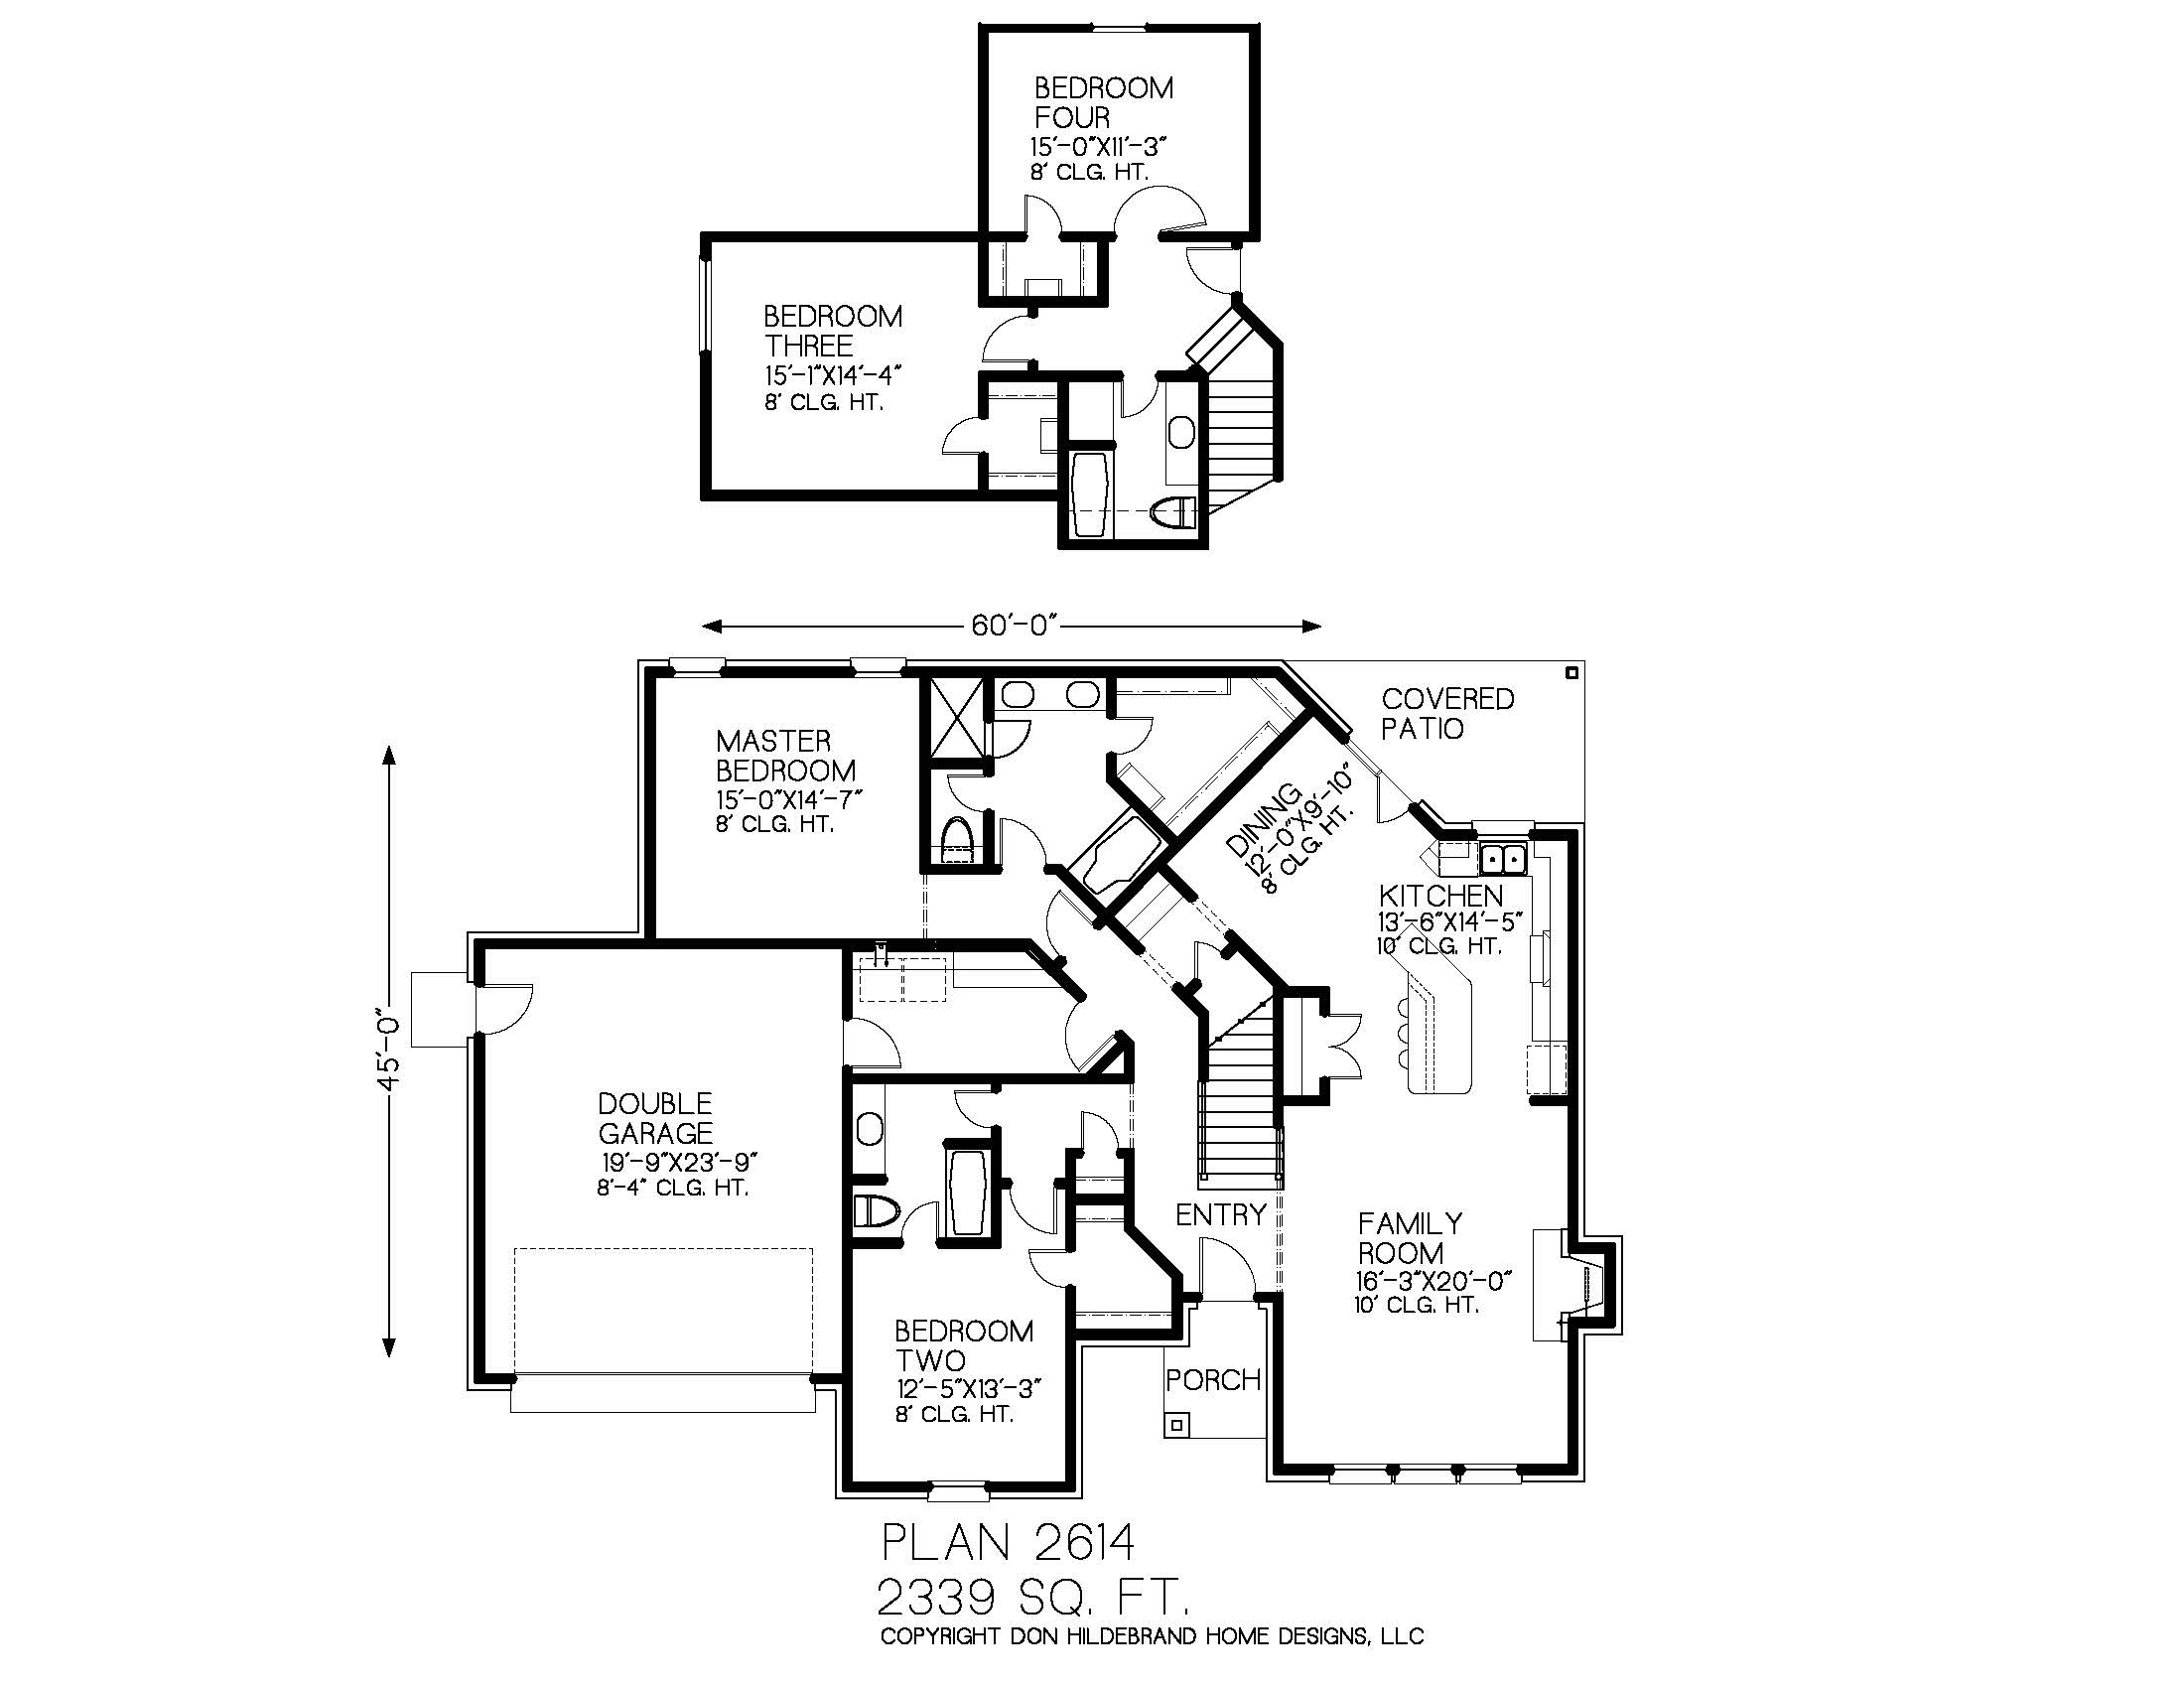 BEDROOM
FOUR
15'-0"X11'-3"
8' CLG. HT.
BEDROOM
THREE
15'-1"X14'-4"
8' CLG. HT.
60'-0"
COVERED
PATIO
MASTER
BEDROOM
15'-0"X14'-7"
8' CLG. HT.
DINING
12'-0"X9'-10"
8' CLG. HT.
KITCHEN
13'-6"X14'-5"
10' CLG. HT.
45'-0"
DOUBLE
GARAGE
19'-9"X23'-9"
8'-4" CLG. HT.
ENTRY
FAMILY
ROOM
16'-3"X20'-0"
10' CLG. HT.
BEDROOM
TWO
12'-5"X13'-3"
8' CLG. HT.
PORCH
PLAN 2614
2339 SQ. FT.
COPYRIGHT DON HILDEBRAND HOME DESIGNS, LLC